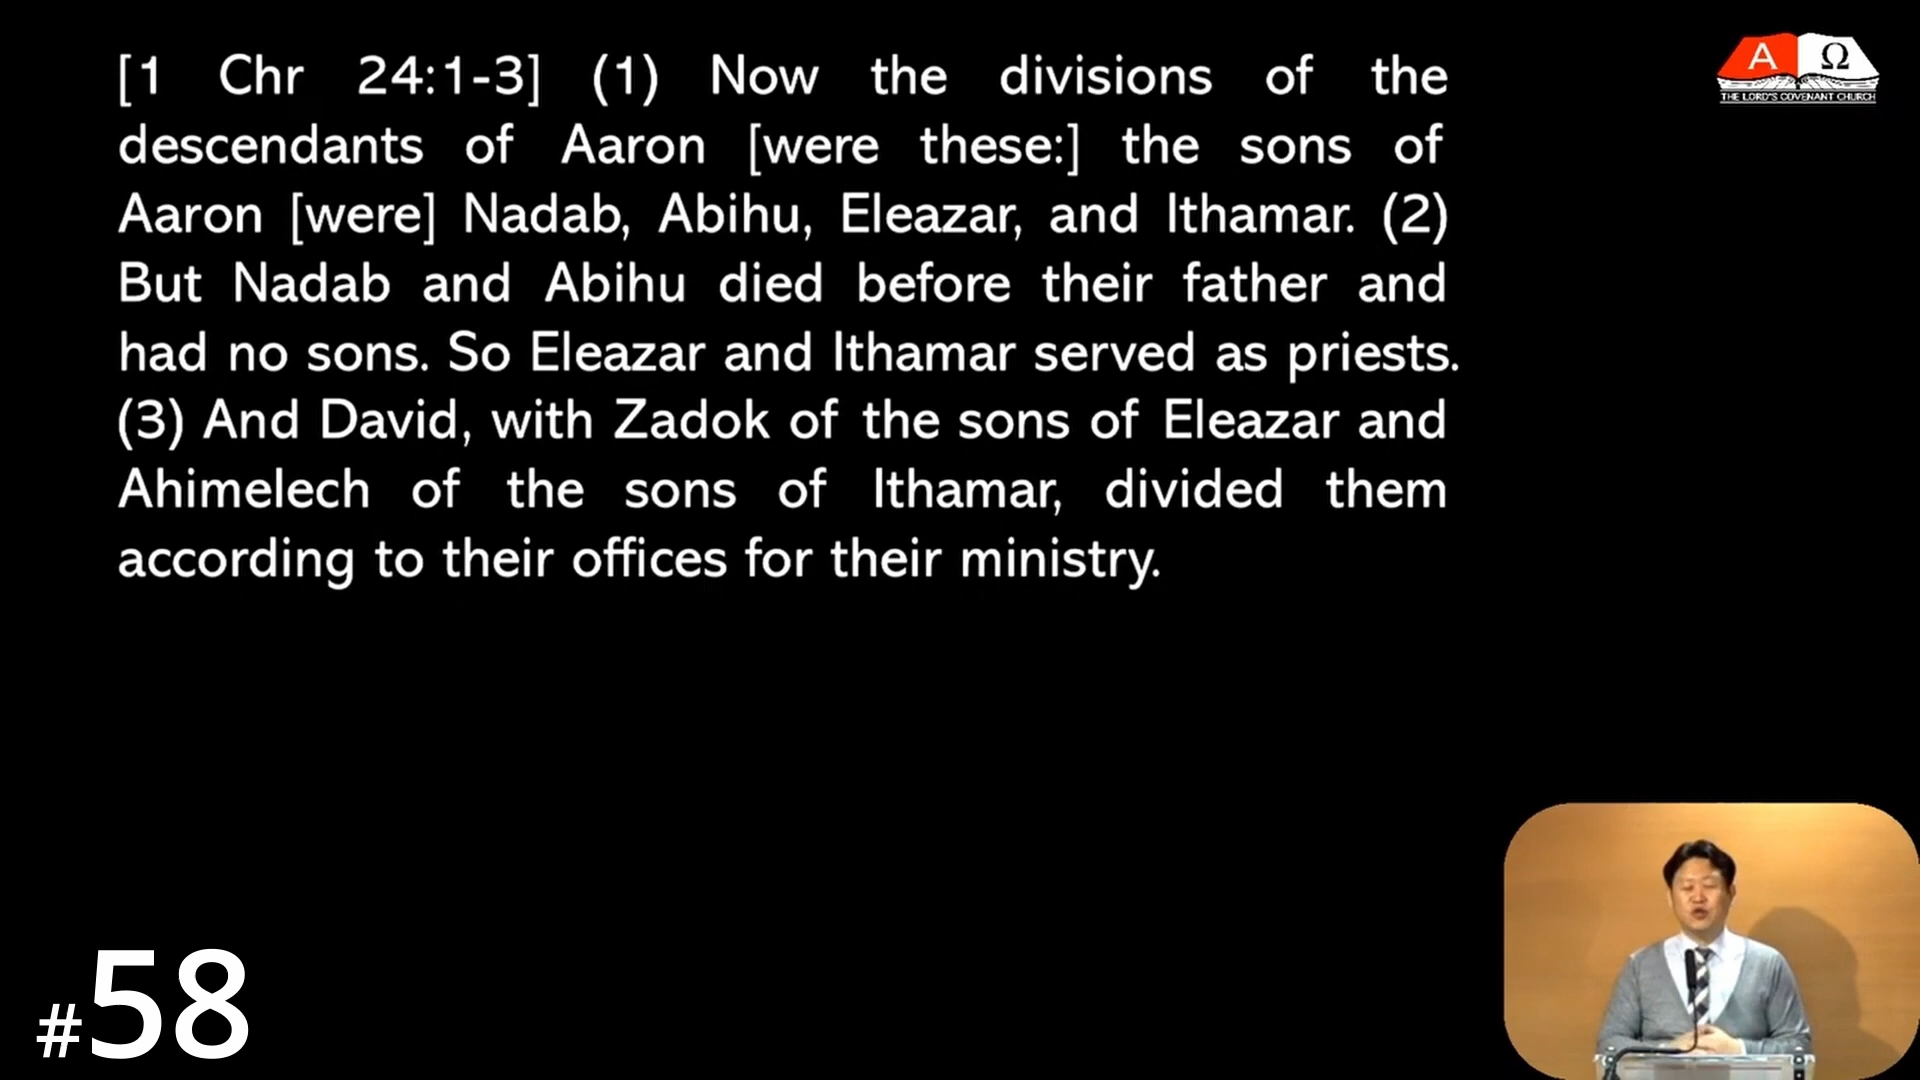 [1 Chr 24:1-3] (1) Now the divisions of the
descendants of Aaron [were these:] the sons of
Aaron [were] Nadab, Abihu, Eleazar, and Ithamar. (2)
But Nadab and Abihu died before their father and
had no sons. So Eleazar and Ithamar served as priests.
(3) And David, with Zadok of the sons of Eleazar and
Ahimelech of the sons of Ithamar, divided them
according to their offices for their ministry.
A Ω
THE LORD'S COVENANT CHURCH
#58